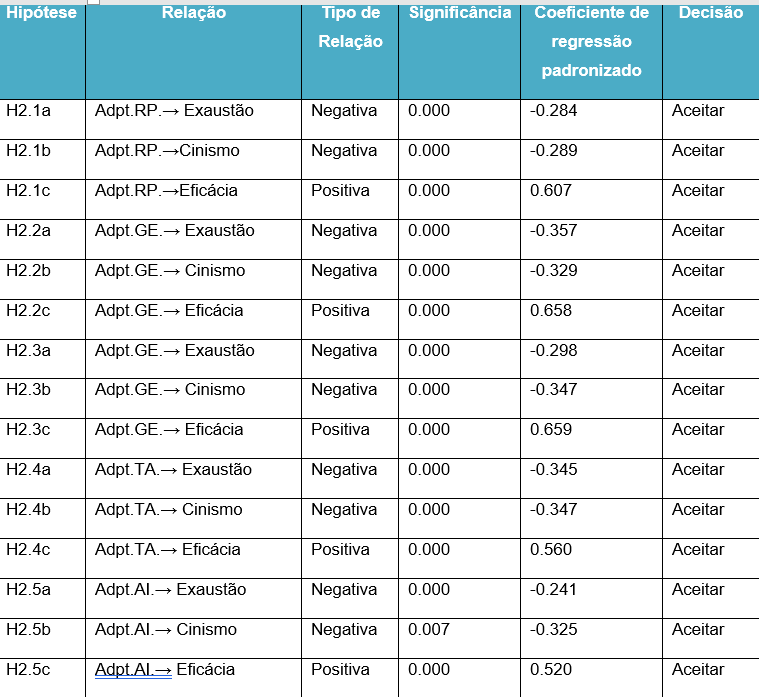 Hipótese Relação Tipo de Relação Significância Coeficiente de regressão padronizado Decisão
H2.1a Adpt.RP.→ Exaustão Negativa 0.000 -0.284 Aceitar
H2.1b Adpt.RP.→Cinismo Negativa 0.000 -0.289 Aceitar
H2.1c Adpt.RP.→Eficácia Positiva 0.000 0.607 Aceitar
H2.2a Adpt.GE.→ Exaustão Negativa 0.000 -0.357 Aceitar
H2.2b Adpt.GE.→ Cinismo Negativa 0.000 -0.329 Aceitar
H2.2c Adpt.GE.→ Eficácia Positiva 0.000 0.658 Aceitar
H2.3a Adpt.GE.→ Exaustão Negativa 0.000 -0.298 Aceitar
H2.3b Adpt.GE.→ Cinismo Negativa 0.000 -0.347 Aceitar
H2.3c Adpt.GE.→ Eficácia Positiva 0.000 0.659 Aceitar
H2.4a Adpt.TA.→ Exaustão Negativa 0.000 -0.345 Aceitar
H2.4b Adpt.TA.→ Cinismo Negativa 0.000 -0.347 Aceitar
H2.4c Adpt.TA.→ Eficácia Positiva 0.000 0.560 Aceitar
H2.5a Adpt.AI.→ Exaustão Negativa 0.000 -0.241 Aceitar
H2.5b Adpt.AI.→ Cinismo Negativa 0.007 -0.325 Aceitar
H2.5c Adpt.AI.→ Eficácia Positiva 0.000 0.520 Aceitar